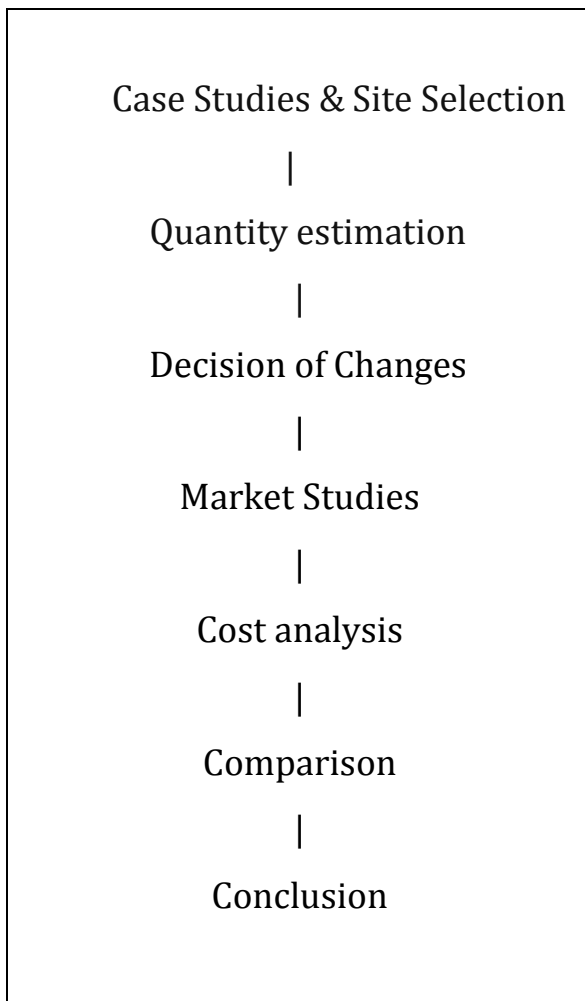 Case Studies & Site Selection
|
Quantity estimation
|
Decision of Changes
|
Market Studies
|
Cost analysis
|
Comparison
|
Conclusion